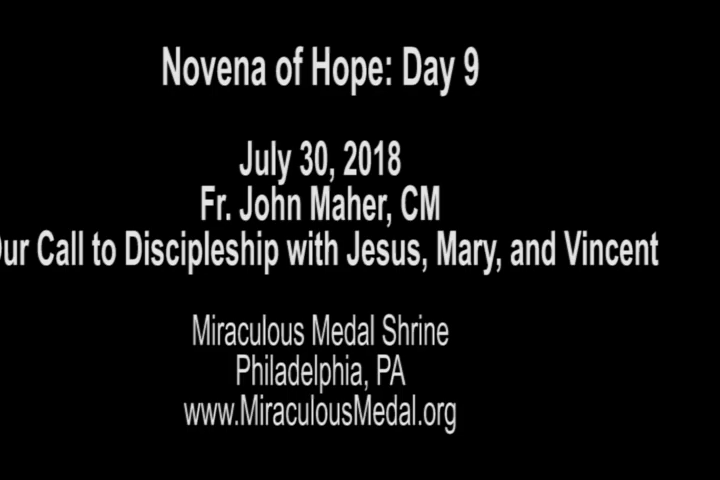 Novena of Hope: Day 9
July 30, 2018
Fr. John Maher, CM
Our Call to Discipleship with Jesus, Mary, and Vincent
Miraculous Medal Shrine
Philadelphia, PA
www.MiraculousMedal.org